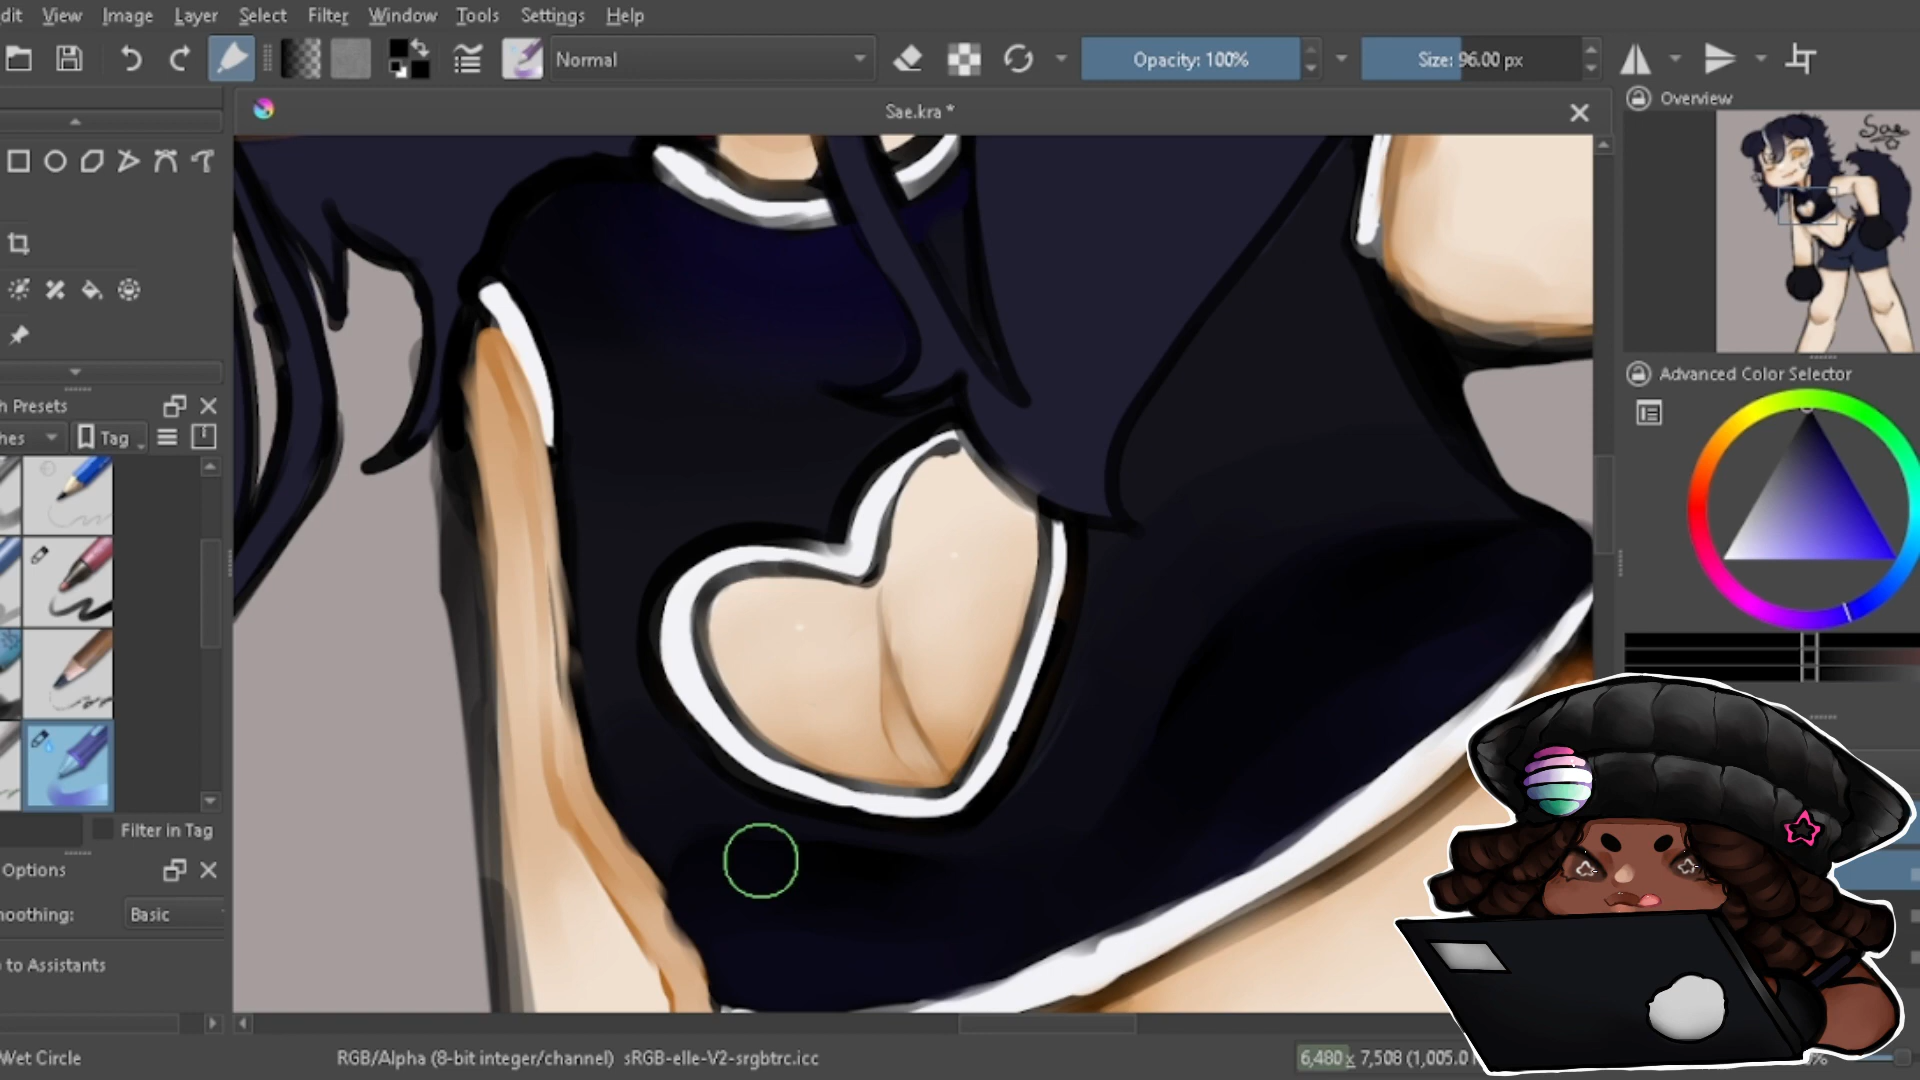 dit View Image Layer Select Filter Window Tools Settings Help
Normal Opacity: 100% Size: 96.00 px
Sae.kra *
Overview
Sae
Advanced Color Selector
h Presets
hes Tag
Filter in Tag
Options
moothing: Basic
to Assistants
Wet Circle RGB/Alpha (8-bit integer/channel) sRGB-elle-V2-srgbtrc.icc 6,480 x 7,508 (1,005.0